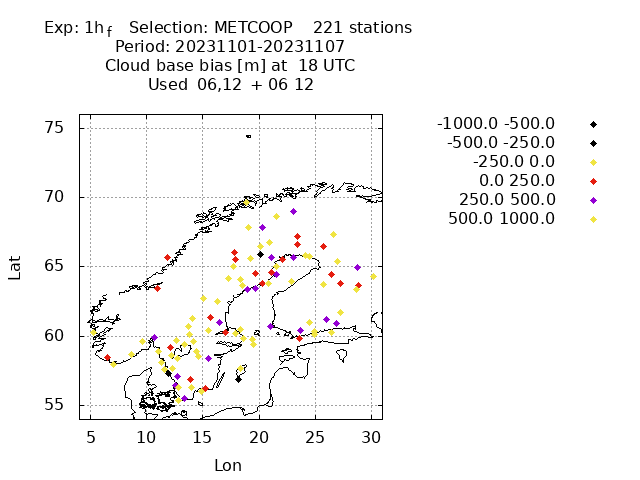 Exp: 1h f Selection: METCOOP 221 stations
Period: 20231101-20231107
Cloud base bias [m] at 18 UTC
Used 06,12 + 06 12
-1000.0 -500.0
-500.0 -250.0
-250.0 0.0
0.0 250.0
250.0 500.0
500.0 1000.0
75
70
65
60
55
Lat
5 10 15 20 25 30
Lon